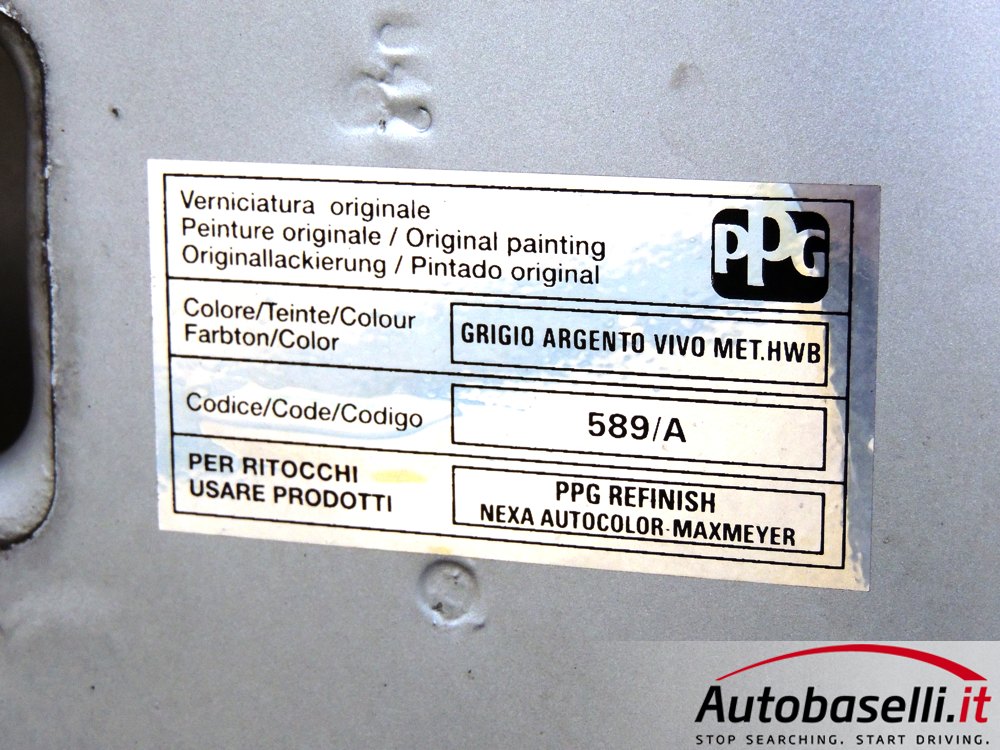 Verniciatura originale
Peinture originale / Original painting
Originallackierung / Pintado original
PPG
Colore/Teinte/Colour
Farbton/Color
GRIGIO ARGENTO VIVO MET.HWB
Codice/Code/Codigo
589/A
PER RITOCCHI
USARE PRODOTTI
PPG REFINISH
NEXA AUTOCOLOR-MAXMEYER
Autobaselli.it
STOP SEARCHING. START DRIVING.